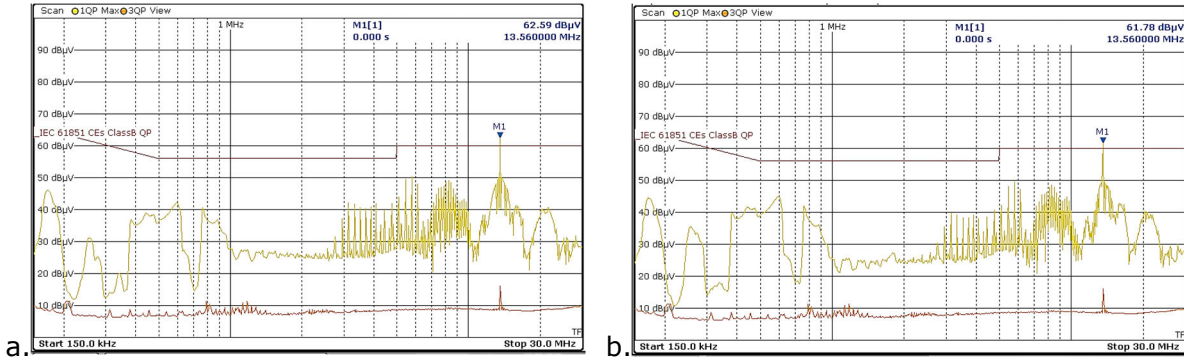 Scan 1QP Max 3QP View
1 MHz
M1[1] 62.59 dBµV
0.000 s 13.560000 MHz
90 dBµV
80 dBµV
70 dBµV
_IEC 61851 CEs ClassB QP
M1
60 dBµV
50 dBµV
40 dBµV
30 dBµV
20 dBµV
10 dBµV
TF
Start 150.0 kHz Stop 30.0 MHz
a.
Scan 1QP Max 3QP View
1 MHz
M1[1] 61.78 dBµV
0.000 s 13.560000 MHz
90 dBµV
80 dBµV
70 dBµV
_IEC 61851 CEs ClassB QP
M1
60 dBµV
50 dBµV
40 dBµV
30 dBµV
20 dBµV
10 dBµV
TF
Start 150.0 kHz Stop 30.0 MHz
b.